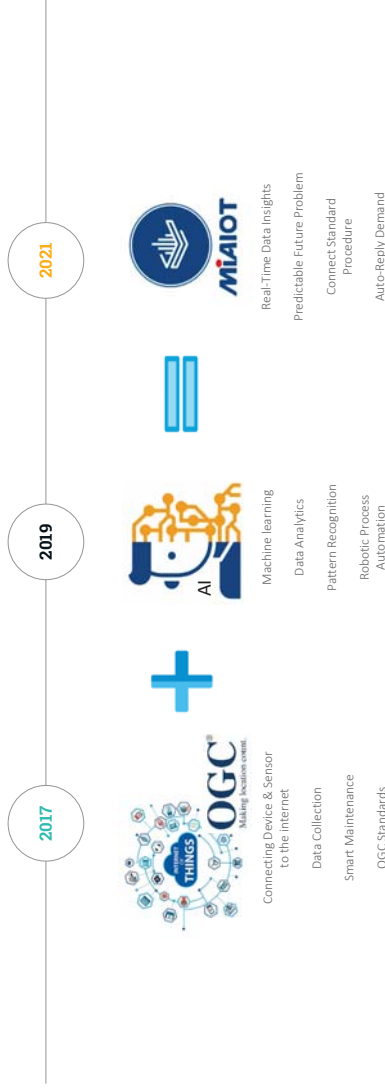 2017
2019
2021
INTERNET
OF
THINGS
OGC®
Making location count.
AI
MiAIOT
Connecting Device & Sensor
to the internet
Data Collection
Smart Maintenance
OGC Standards
Machine learning
Data Analytics
Pattern Recognition
Robotic Process
Automation
Real-Time Data Insights
Predictable Future Problem
Connect Standard
Procedure
Auto-Reply Demand